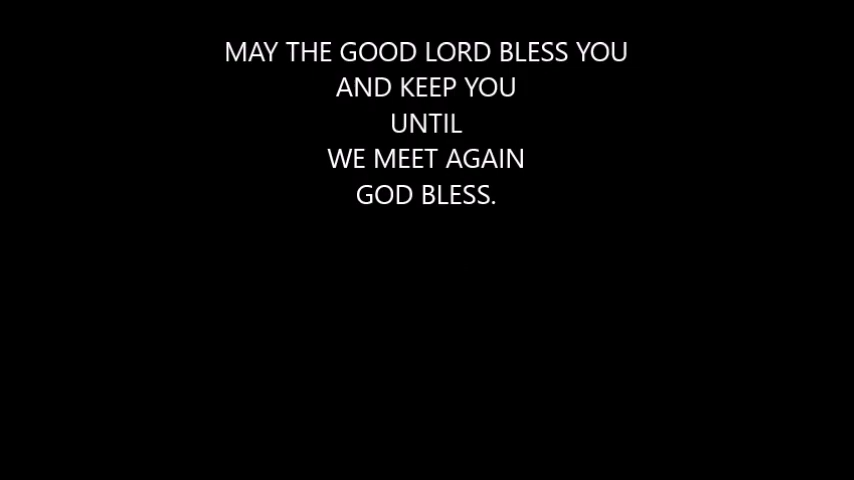 MAY THE GOOD LORD BLESS YOU
AND KEEP YOU
UNTIL
WE MEET AGAIN
GOD BLESS.